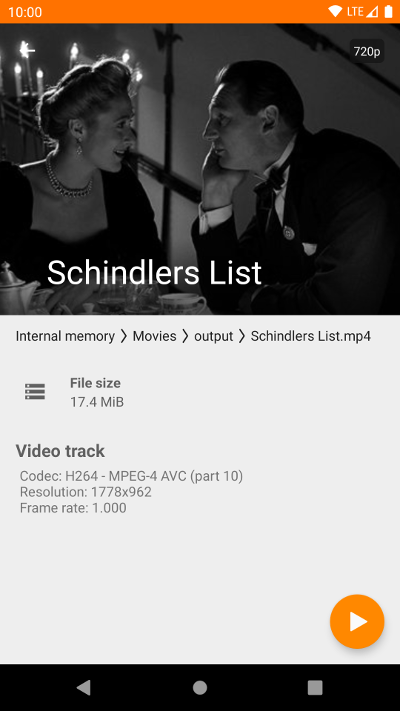 10:00 LTE
720p
Schindlers List
Internal memory Movies output Schindlers List.mp4
File size
17.4 MiB
Video track
Codec: H264 - MPEG-4 AVC (part 10)
Resolution: 1778x962
Frame rate: 1.000